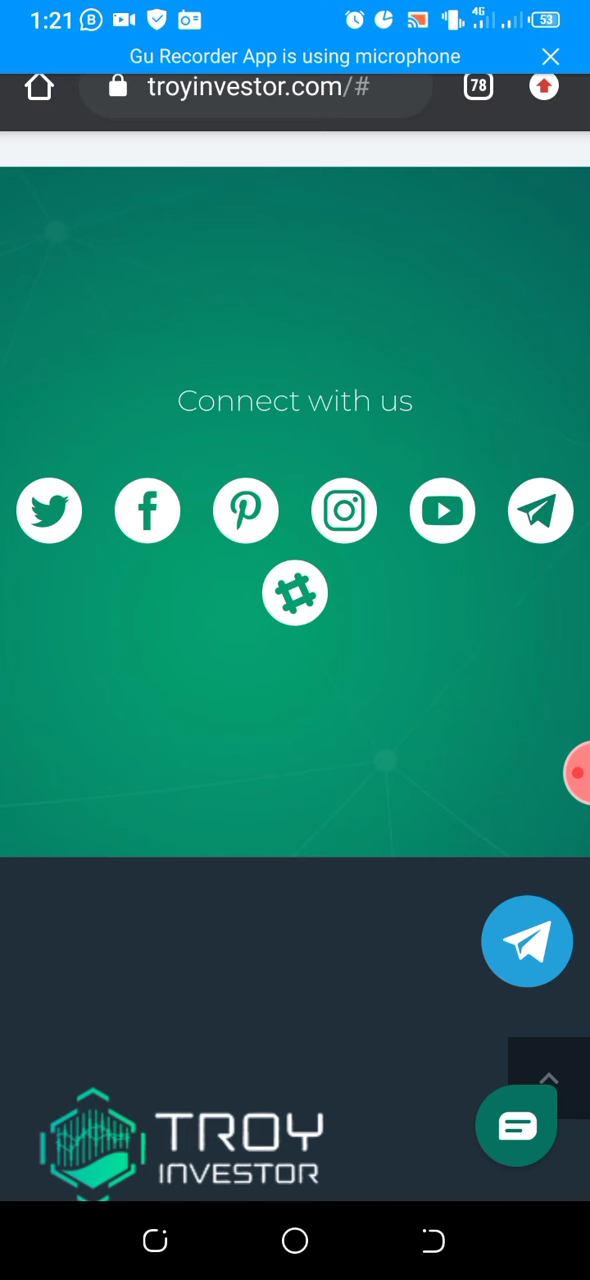 1:21
4G
53
Gu Recorder App is using microphone
troyinvestor.com/#
78
Connect with us
TROY
INVESTOR